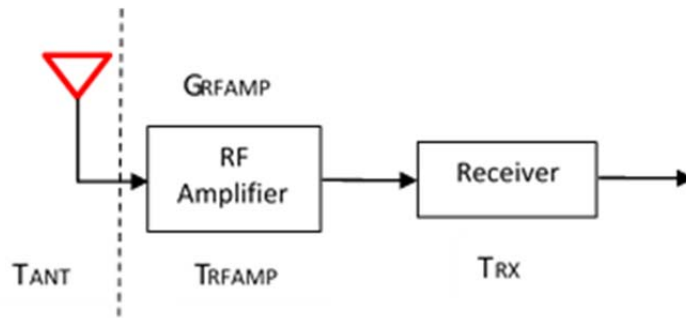 GRFAMP
RF
Amplifier
Receiver
TANT
TRFAMP
TRX